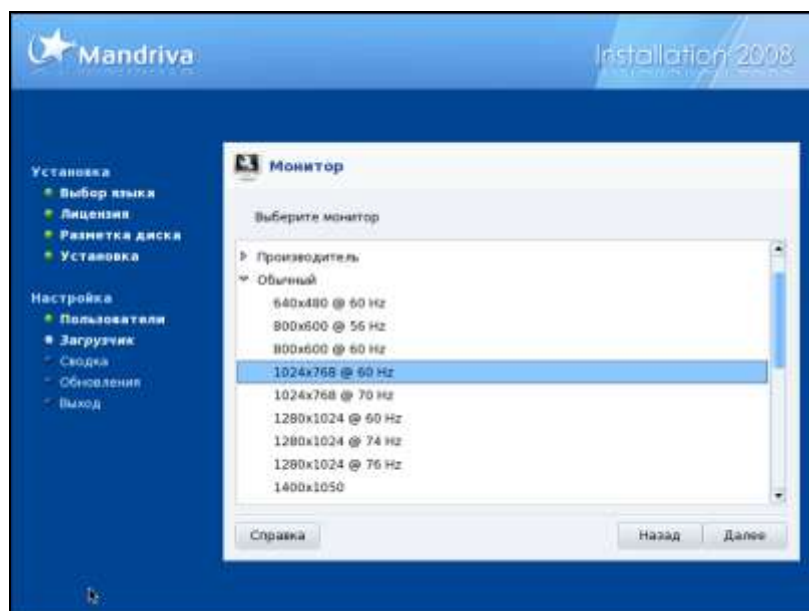 Mandriva
Installation 2008
Установка
Выбор языка
Лицензия
Разметка диска
Установка
Настройка
Пользователи
Загрузчик
Сводка
Обновления
Выход
Монитор
Выберите монитор
Производитель
Обычный
640x480 @ 60 Hz
800x600 @ 56 Hz
800x600 @ 60 Hz
1024x768 @ 60 Hz
1024x768 @ 70 Hz
1280x1024 @ 60 Hz
1280x1024 @ 74 Hz
1280x1024 @ 76 Hz
1400x1050
Справка
Назад
Далее